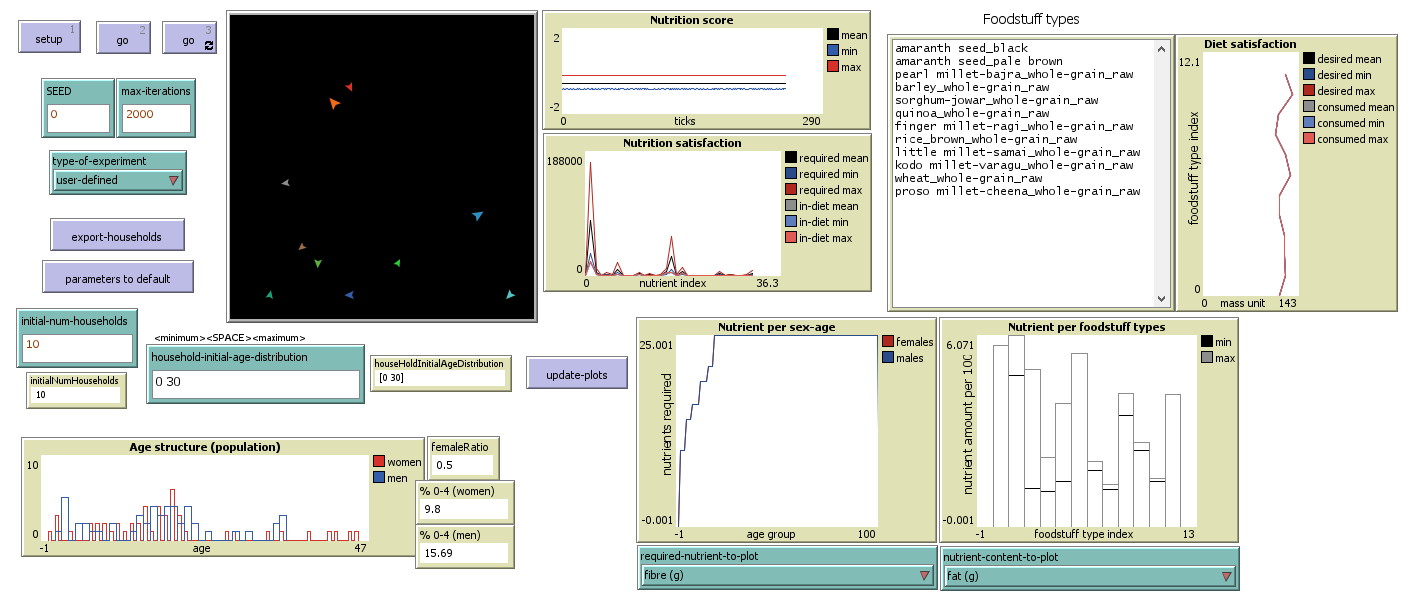 setup
1
go
2
go
3
SEED
0
max-iterations
2000
type-of-experiment
user-defined
export-households
parameters to default
initial-num-households
10
initialNumHouseholds
10
<minimum><SPACE><maximum>
household-initial-age-distribution
0 30
houseHoldInitialAgeDistribution
[0 30]
update-plots
Nutrition score
2
-2
0
ticks
290
mean
min
max
Nutrition satisfaction
188000
0
0
nutrient index
36.3
required mean
required min
required max
in-diet mean
in-diet min
in-diet max
Foodstuff types
amaranth seed_black
amaranth seed_pale brown
pearl millet-bajra_whole-grain_raw
barley_whole-grain_raw
sorghum-jowar_whole-grain_raw
quinoa_whole-grain_raw
finger millet-ragi_whole-grain_raw
rice_brown_whole-grain_raw
little millet-samai_whole-grain_raw
kodo millet-varagu_whole-grain_raw
wheat_whole-grain_raw
proso millet-cheena_whole-grain_raw
Diet satisfaction
12.1
foodstuff type index
0
0
mass unit
143
desired mean
desired min
desired max
consumed mean
consumed min
consumed max
Age structure (population)
10
0
-1
age
47
women
men
femaleRatio
0.5
% 0-4 (women)
9.8
% 0-4 (men)
15.69
Nutrient per sex-age
25.001
nutrients required
-0.001
-1
age group
100
females
males
required-nutrient-to-plot
fibre (g)
Nutrient per foodstuff types
6.071
nutrient amount per 100
-0.001
-1
foodstuff type index
13
min
max
nutrient-content-to-plot
fat (g)